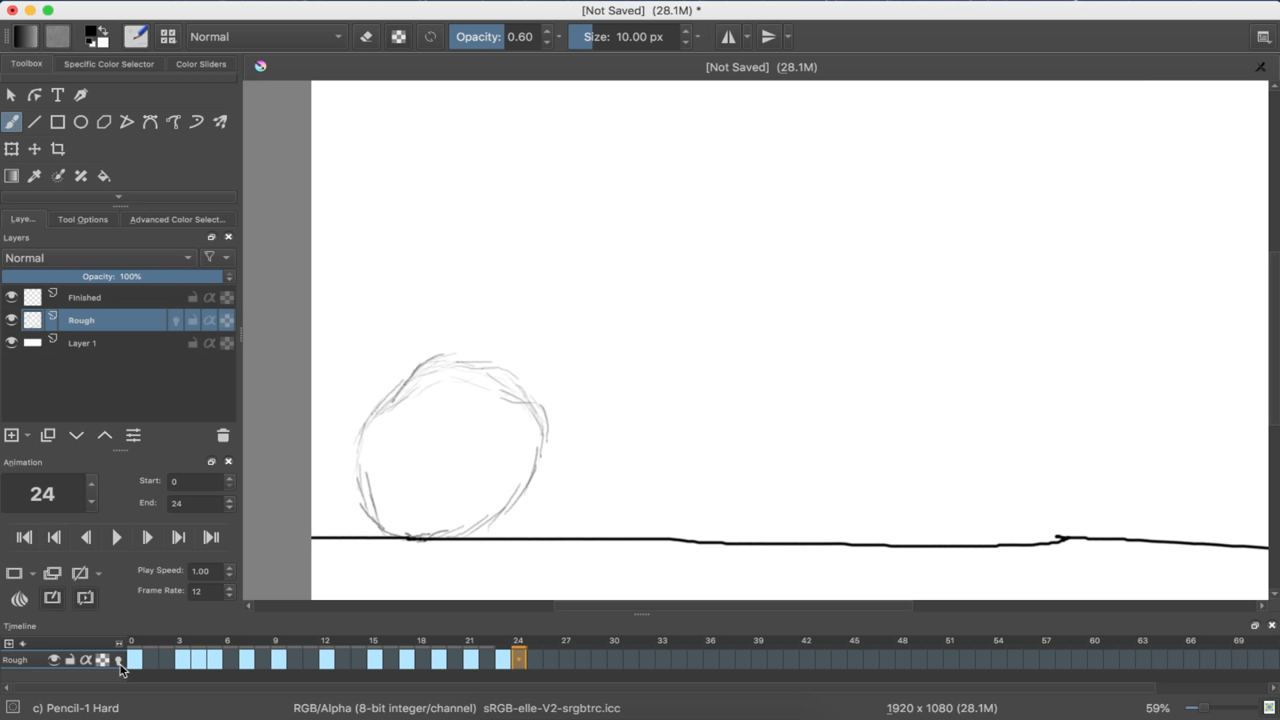 [Not Saved] (28.1M) *
Normal
Opacity: 0.60
Size: 10.00 px
Toolbox
Specific Color Selector
Color Sliders
[Not Saved] (28.1M)
Laye...
Tool Options
Advanced Color Select...
Layers
Normal
Opacity: 100%
FInished
Rough
Layer 1
Animation
24
Start: 0
End: 24
Play Speed: 1.00
Frame Rate: 12
Timeline
0 3 6 9 12 15 18 21 24 27 30 33 36 39 42 45 48 51 54 57 60 63 66 69
Rough
c) Pencil-1 Hard
RGB/Alpha (8-bit integer/channel) sRGB-elle-V2-srgbtrc.icc
1920 x 1080 (28.1M)
59%